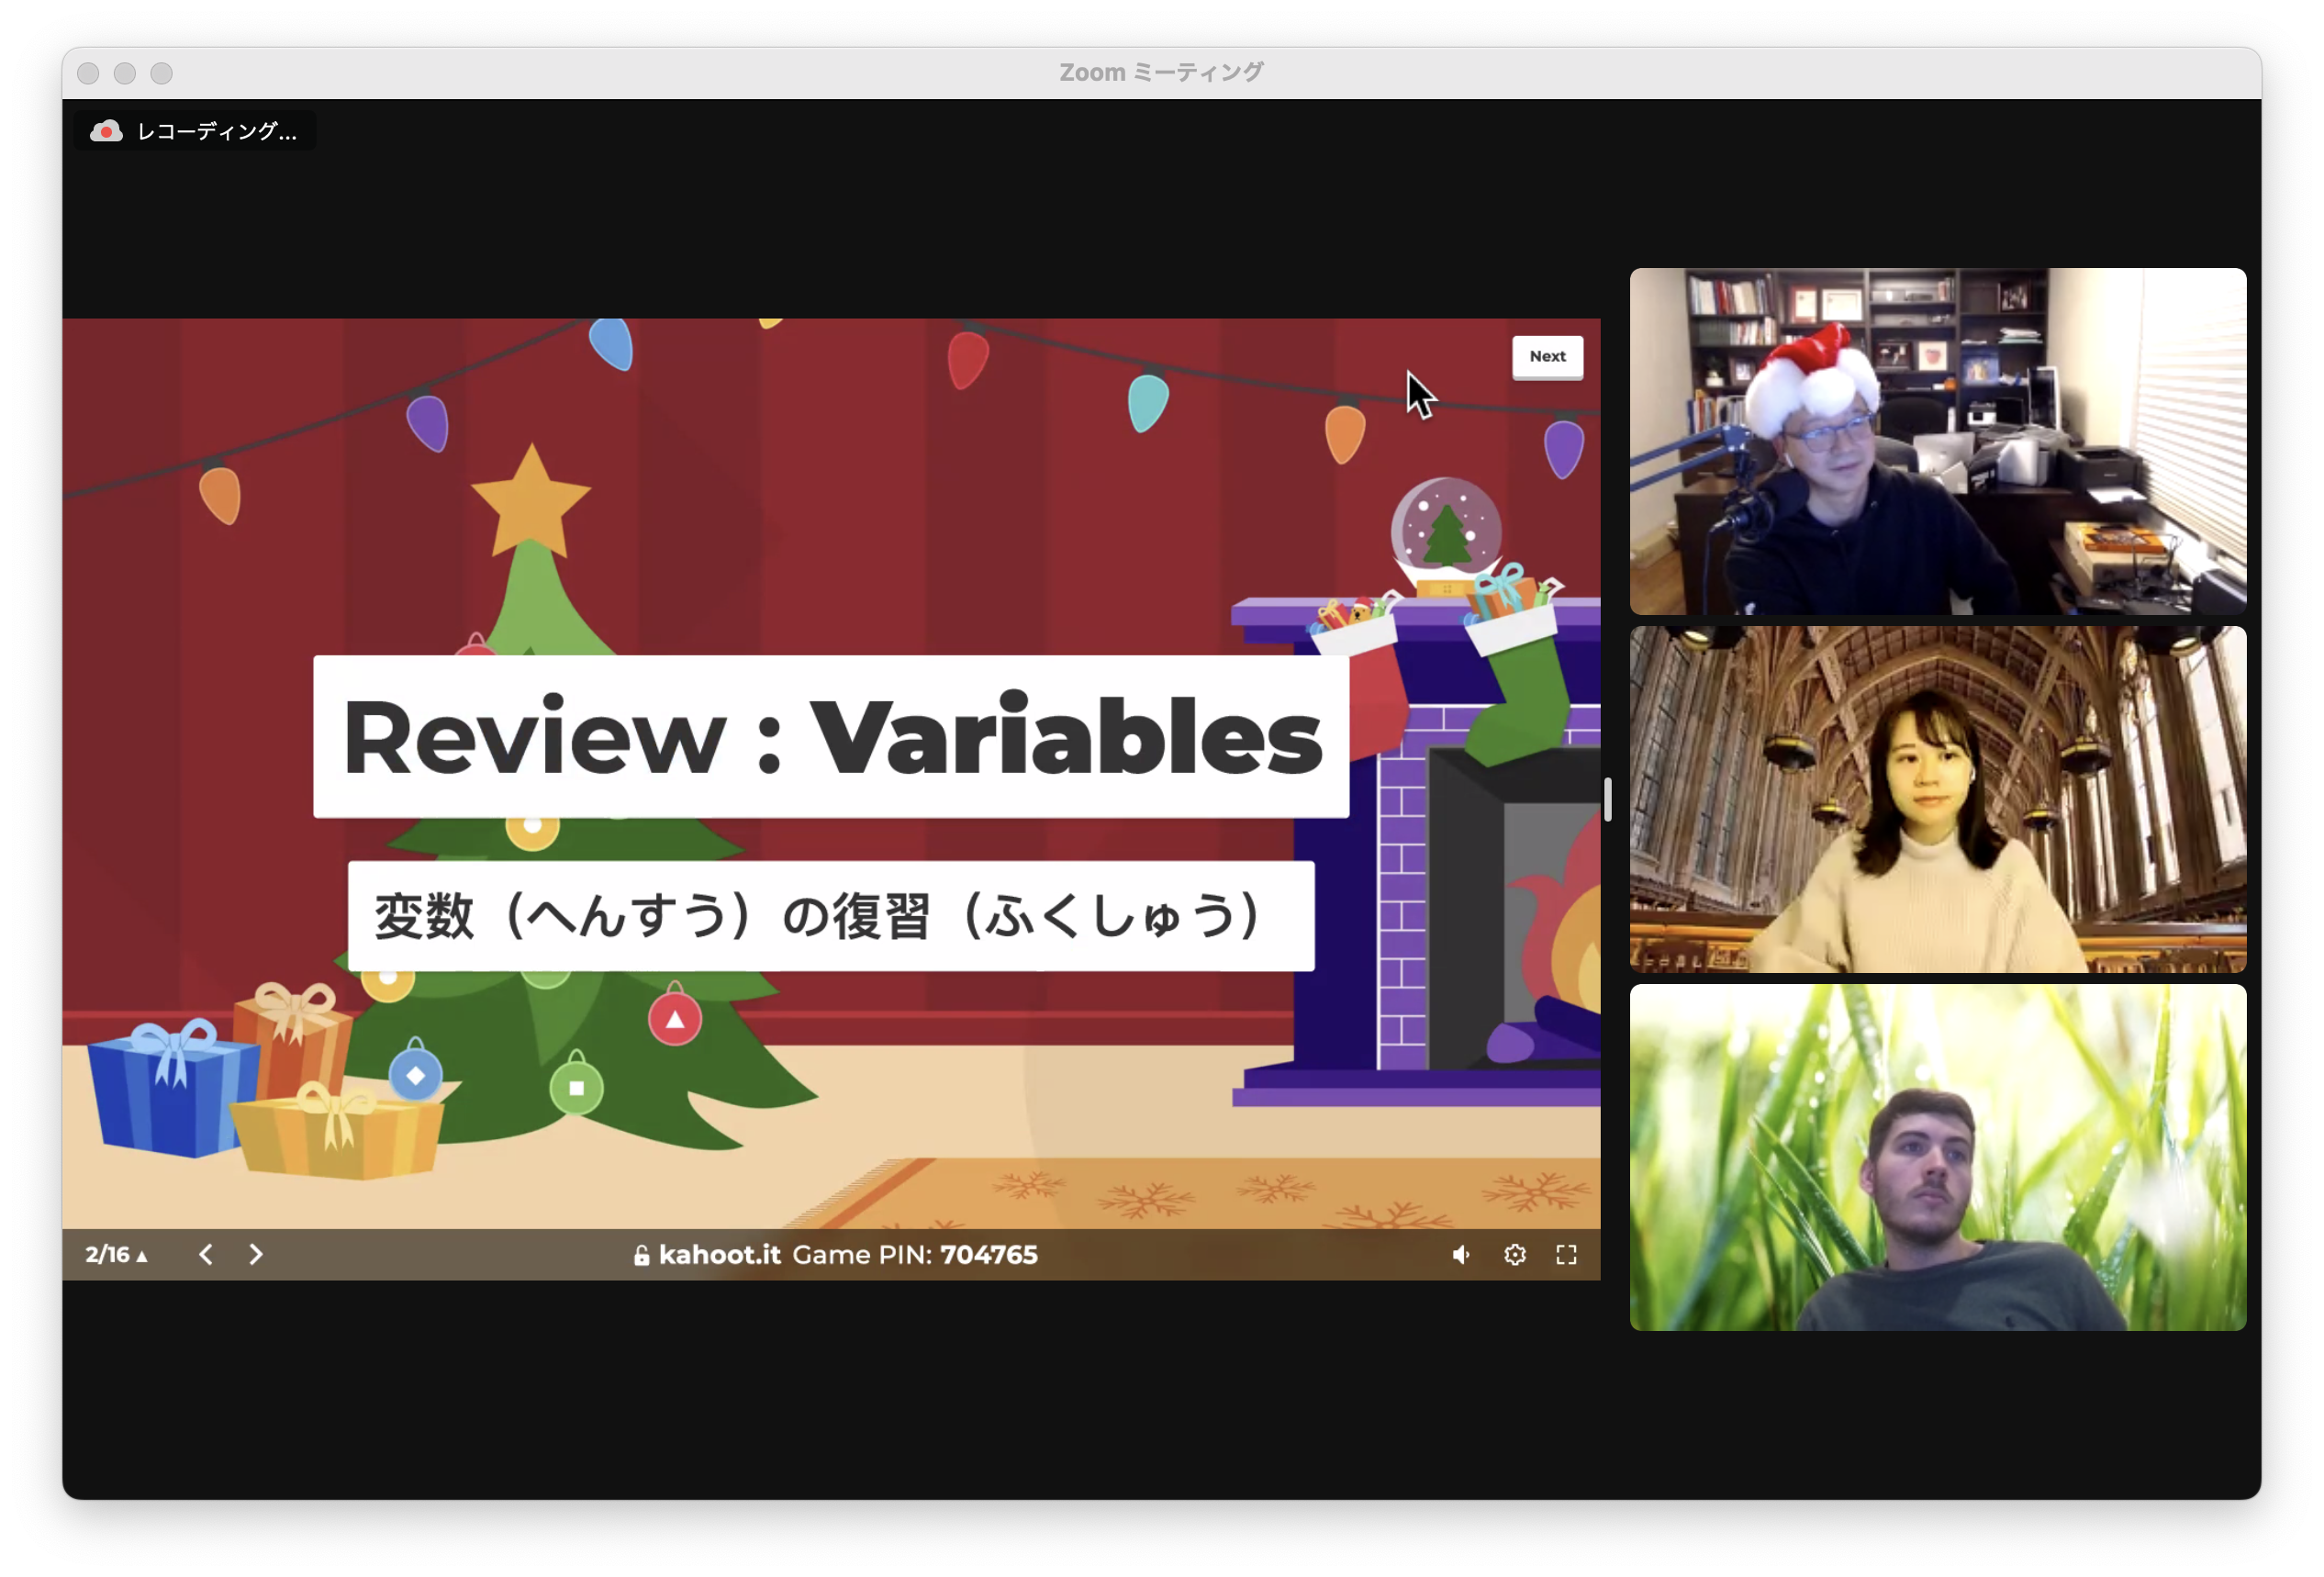 Zoom ミーティング
レコーディング...
Next
Review : Variables
変数（へんすう）の復習（ふくしゅう）
2/16
kahoot.it Game PIN: 704765